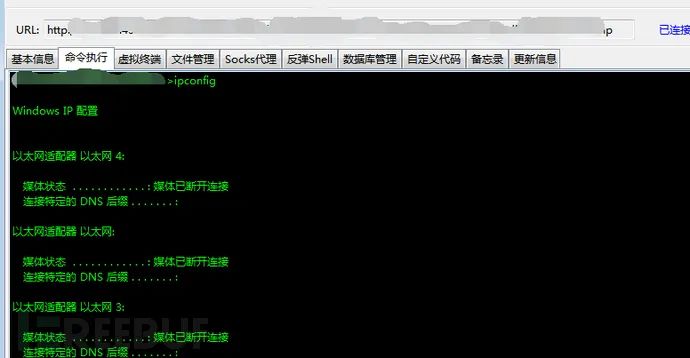 URL: http: 已连接
基本信息 命令执行 虚拟终端 文件管理 Socks代理 反弹Shell 数据库管理 自定义代码 备忘录 更新信息
>ipconfig
Windows IP 配置
以太网适配器 以太网 4:
媒体状态 . . . . . . . . . . . . : 媒体已断开连接
连接特定的 DNS 后缀 . . . . . . . :
以太网适配器 以太网:
媒体状态 . . . . . . . . . . . . : 媒体已断开连接
连接特定的 DNS 后缀 . . . . . . . :
以太网适配器 以太网 3:
媒体状态 . . . . . . . . . . . . : 媒体已断开连接
连接特定的 DNS 后缀 . . . . . . . :
FREEBUF